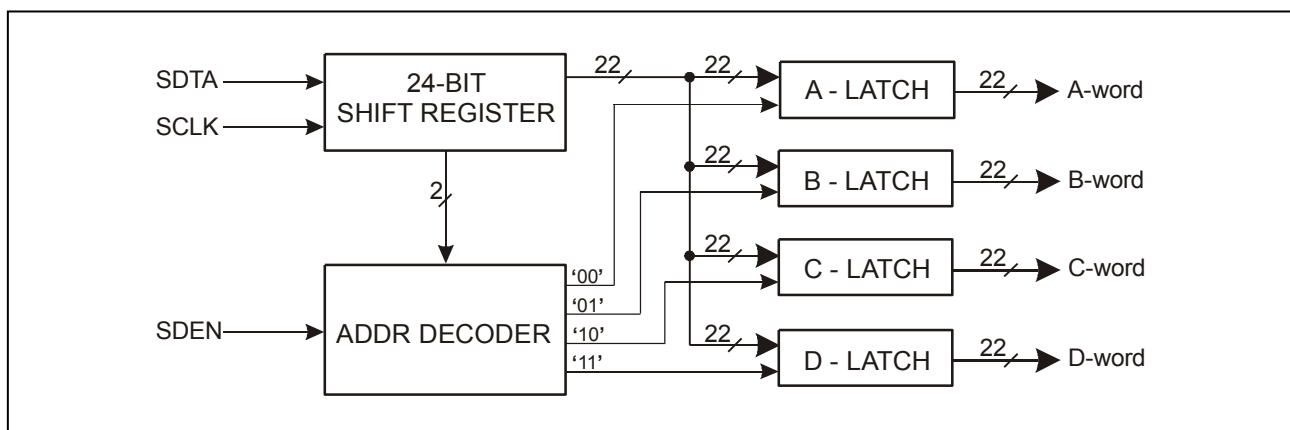 SDTA
SCLK
24-BIT
SHIFT REGISTER
22
22
A - LATCH
22
A-word
22
B - LATCH
22
B-word
2
22
C - LATCH
22
C-word
SDEN
ADDR DECODER
‘00’
‘01’
‘10’
‘11’
22
D - LATCH
22
D-word